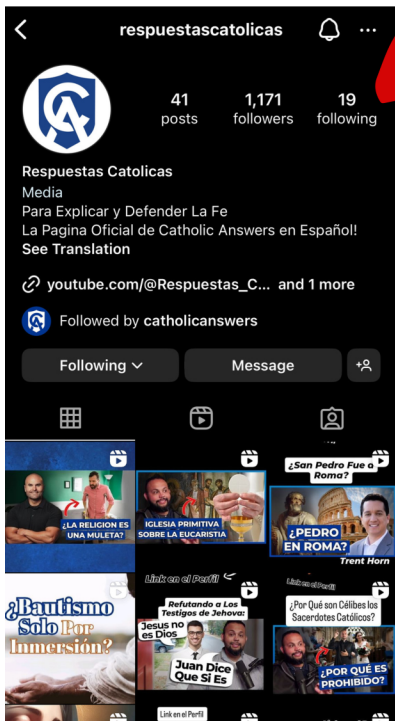 respuestascatolicas
41 1,171 19
posts followers following
Respuestas Catolicas
Media
Para Explicar y Defender La Fe
La Pagina Oficial de Catholic Answers en Español!
See Translation
youtube.com/@Respuestas_C... and 1 more
Followed by catholicanswers
Following Message
¿LA RELIGION ES
UNA MULETA?
IGLESIA PRIMITIVA
SOBRE LA EUCARISTIA
¿San Pedro Fue a
Roma?
¿PEDRO
EN ROMA?
Trent Horn
¿Bautismo
Solo Por
Inmersión?
Link en el Perfil
Refutando a Los
Testigos de Jehova:
Jesus no
es Dios
Juan Dice
Que Si Es
Link en el Perfil
¿Por Qué son Célibes los
Sacerdotes Católicos?
¿POR QUÉ ES
PROHIBIDO?
Link en el Perfil